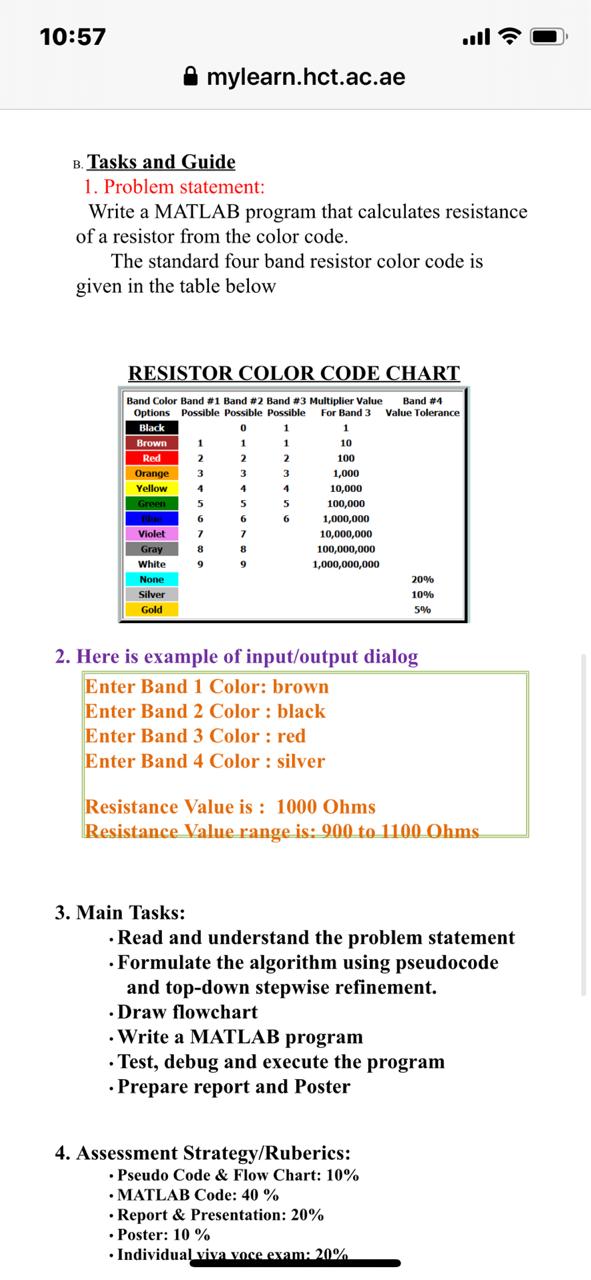 10:57
mylearn.hct.ac.ae
B. Tasks and Guide
1. Problem statement:
Write a MATLAB program that calculates resistance
of a resistor from the color code.
The standard four band resistor color code is
given in the table below
RESISTOR COLOR CODE CHART
Band Color Band #1 Band #2 Band #3 Multiplier Value Band #4
Options Possible Possible Possible For Band 3 Value Tolerance
Black 0 1 1
Brown 1 1 1 10
Red 2 2 2 100
Orange 3 3 3 1,000
Yellow 4 4 4 10,000
Green 5 5 5 100,000
Blue 6 6 6 1,000,000
Violet 7 7 10,000,000
Gray 8 8 100,000,000
White 9 9 1,000,000,000
None 20%
Silver 10%
Gold 5%
2. Here is example of input/output dialog
Enter Band 1 Color: brown
Enter Band 2 Color : black
Enter Band 3 Color : red
Enter Band 4 Color : silver
Resistance Value is : 1000 Ohms
Resistance Value range is: 900 to 1100 Ohms
3. Main Tasks:
· Read and understand the problem statement
· Formulate the algorithm using pseudocode
and top-down stepwise refinement.
· Draw flowchart
· Write a MATLAB program
· Test, debug and execute the program
· Prepare report and Poster
4. Assessment Strategy/Ruberics:
· Pseudo Code & Flow Chart: 10%
· MATLAB Code: 40 %
· Report & Presentation: 20%
· Poster: 10 %
· Individual viva voce exam: 20%